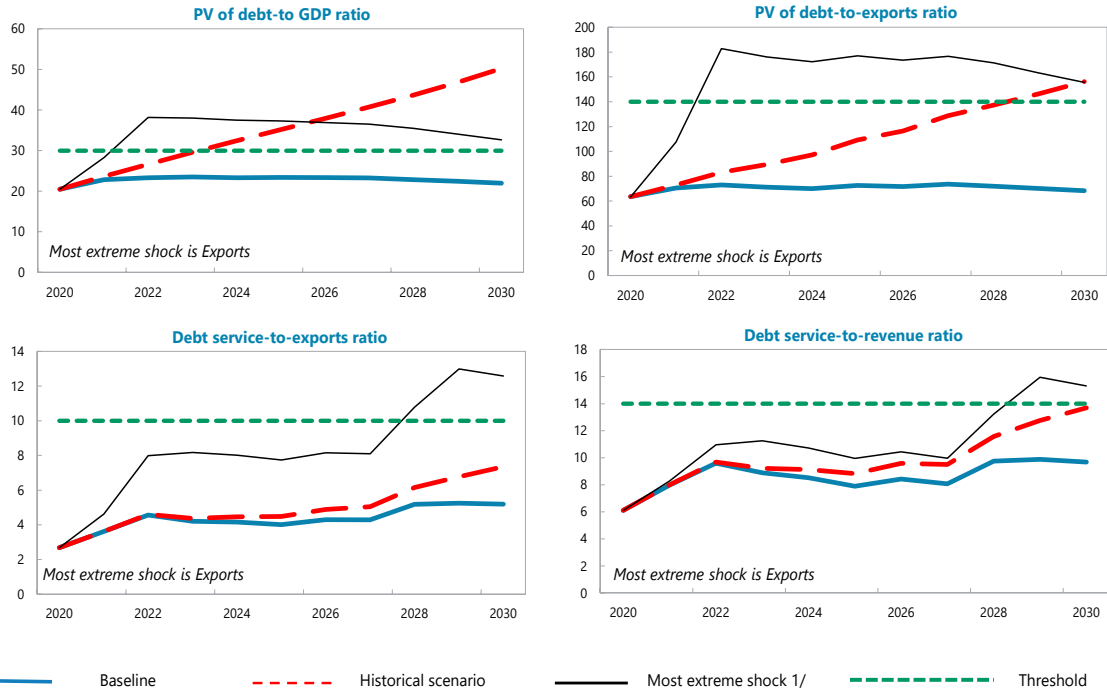 PV of debt-to GDP ratio
60
50
40
30
20
10
0
Most extreme shock is Exports
2020 2022 2024 2026 2028 2030
PV of debt-to-exports ratio
200
180
160
140
120
100
80
60
40
20
0
Most extreme shock is Exports
2020 2022 2024 2026 2028 2030
Debt service-to-exports ratio
14
12
10
8
6
4
2
0
Most extreme shock is Exports
2020 2022 2024 2026 2028 2030
Debt service-to-revenue ratio
18
16
14
12
10
8
6
4
2
0
Most extreme shock is Exports
2020 2022 2024 2026 2028 2030
Baseline Historical scenario Most extreme shock 1/ Threshold